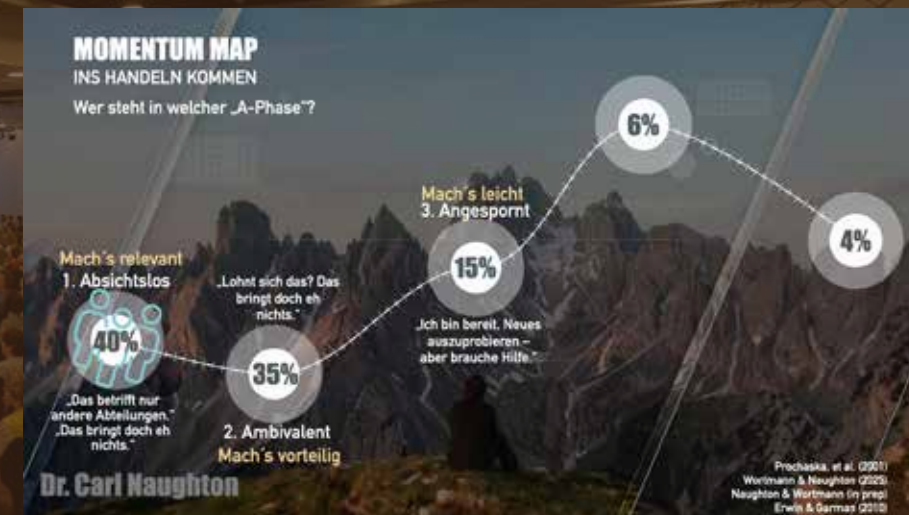 MOMENTUM MAP
INS HANDELN KOMMEN
Wer steht in welcher „A-Phase"?
Mach´s relevant
1. Absichtslos
40%
„Das betrifft nur
andere Abteilungen."
„Das bringt doch eh
nichts."
„Lohnt sich das? Das
bringt doch eh
nichts."
35%
2. Ambivalent
Mach´s vorteilig
Mach´s leicht
3. Angespornt
15%
„Ich bin bereit, Neues
auszuprobieren –
aber brauche Hilfe."
6%
4%
Dr. Carl Naughton
Prochaska, et al. (2001)
Wortmann & Naughton (2025)
Naughton & Wortmann (in prep)
Erwin & Garman (2010)